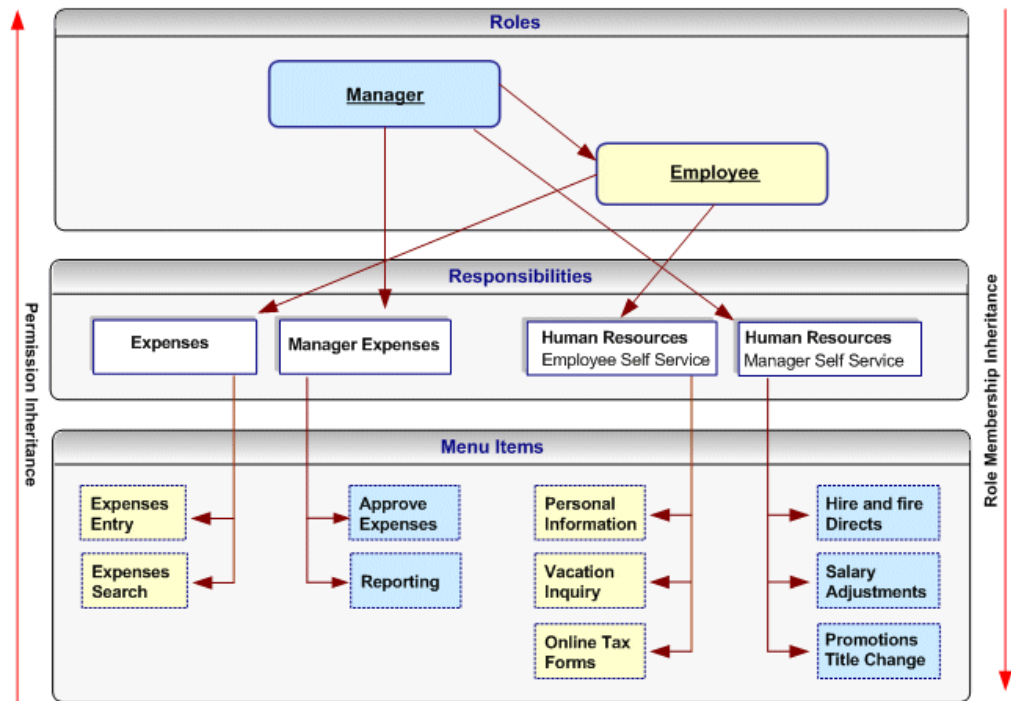 Roles
Manager
Employee
Permission Inheritance
Role Membership Inheritance
Responsibilities
Expenses
Manager Expenses
Human Resources
Employee Self Service
Human Resources
Manager Self Service
Menu Items
Expenses
Entry
Approve
Expenses
Personal
Information
Hire and fire
Directs
Expenses
Search
Reporting
Vacation
Inquiry
Salary
Adjustments
Online Tax
Forms
Promotions
Title Change